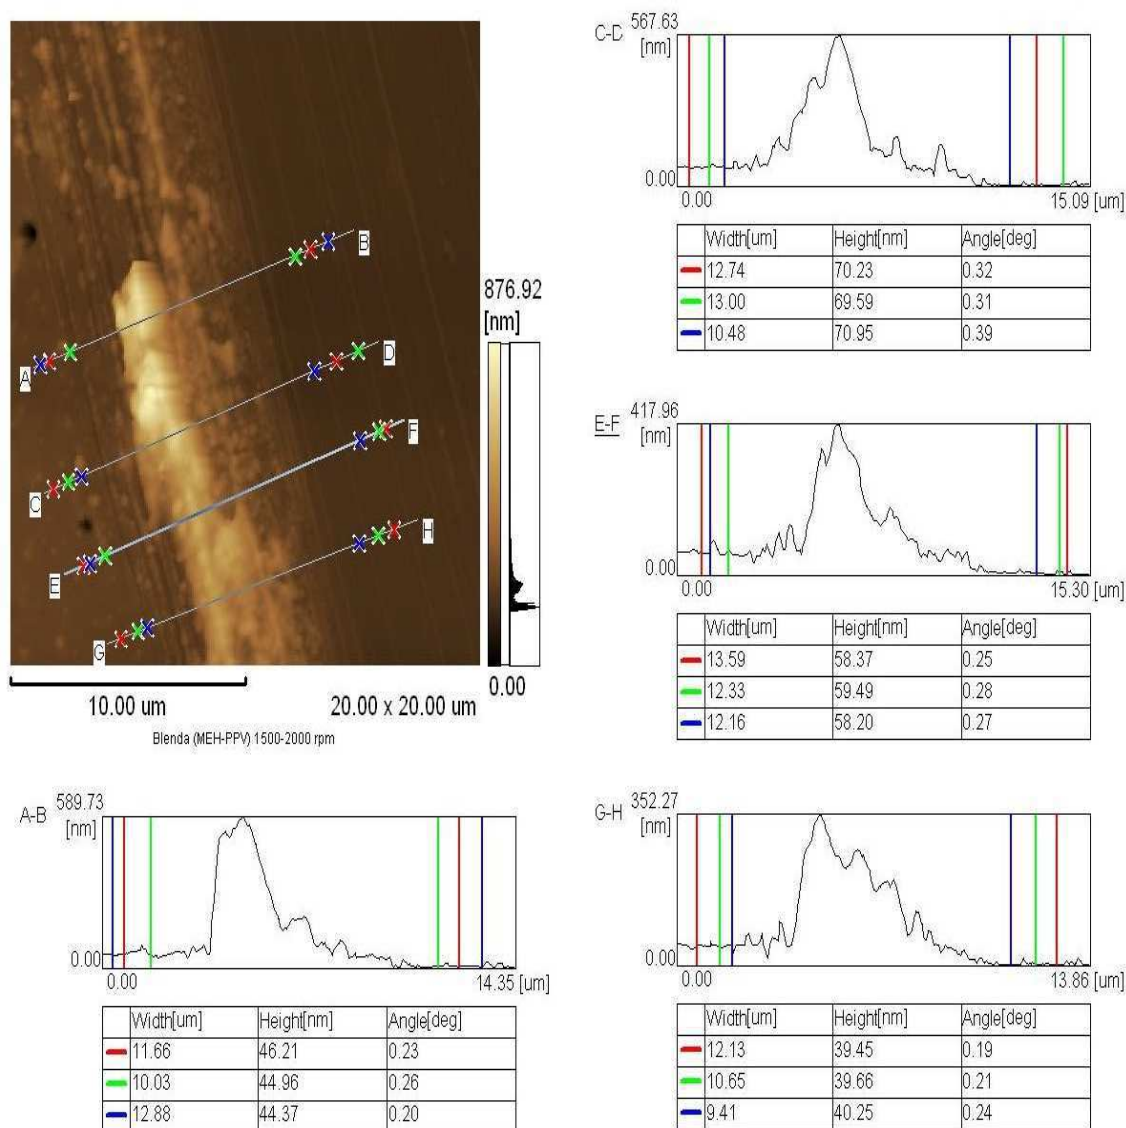 B
A
D
C
F
E
H
G
876.92
[nm]
0.00
10.00 um
20.00 x 20.00 um
Blenda (MEH-PPV) 1500-2000 rpm
C-D
567.63
[nm]
0.00
0.00 15.09 [um]
Width[um] Height[nm] Angle[deg]
12.74 70.23 0.32
13.00 69.59 0.31
10.48 70.95 0.39
E-F
417.96
[nm]
0.00
0.00 15.30 [um]
Width[um] Height[nm] Angle[deg]
13.59 58.37 0.25
12.33 59.49 0.28
12.16 58.20 0.27
A-B
589.73
[nm]
0.00
0.00 14.35 [um]
Width[um] Height[nm] Angle[deg]
11.66 46.21 0.23
10.03 44.96 0.26
12.88 44.37 0.20
G-H
352.27
[nm]
0.00
0.00 13.86 [um]
Width[um] Height[nm] Angle[deg]
12.13 39.45 0.19
10.65 39.66 0.21
9.41 40.25 0.24